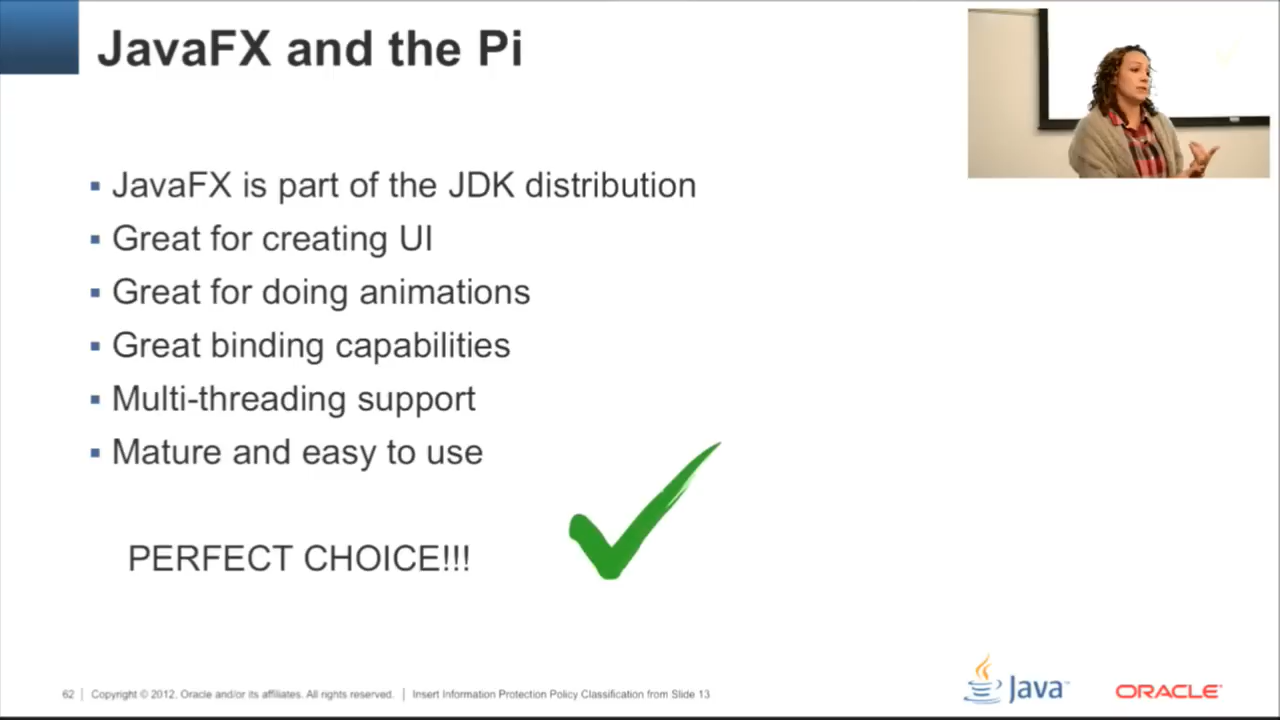 JavaFX and the Pi
▪ JavaFX is part of the JDK distribution
▪ Great for creating UI
▪ Great for doing animations
▪ Great binding capabilities
▪ Multi-threading support
▪ Mature and easy to use
PERFECT CHOICE!!!
62 | Copyright © 2012, Oracle and/or its affiliates. All rights reserved. | Insert Information Protection Policy Classification from Slide 13
Java™
ORACLE®